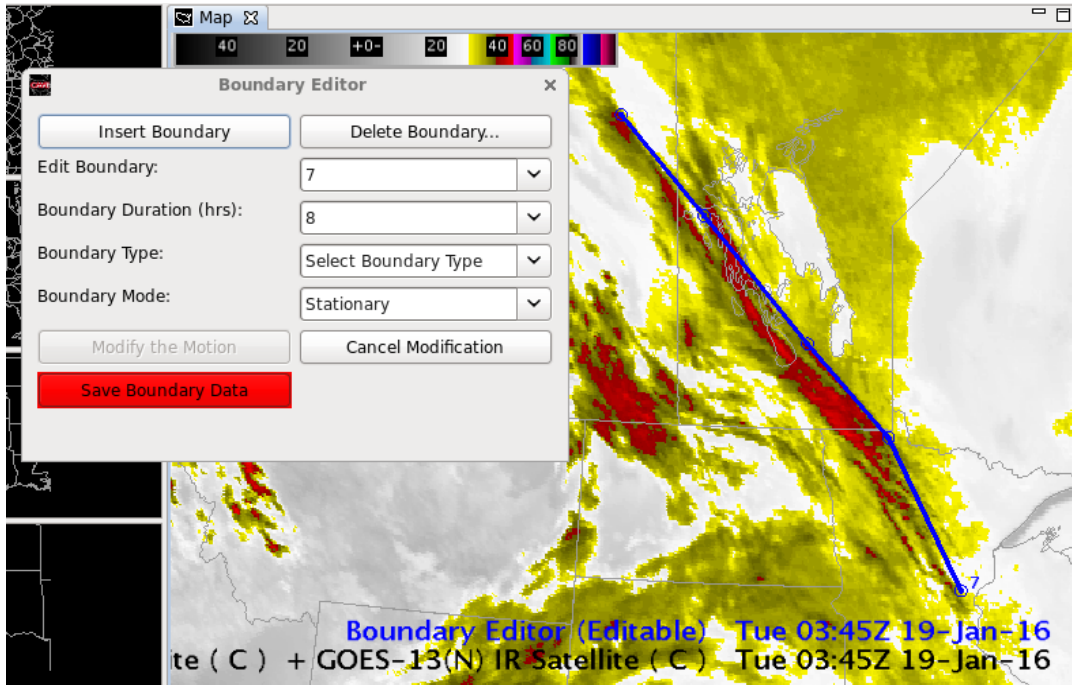 Map
40 20 +0- 20 40 60 80
Boundary Editor
Insert Boundary Delete Boundary...
Edit Boundary: 7
Boundary Duration (hrs): 8
Boundary Type: Select Boundary Type
Boundary Mode: Stationary
Modify the Motion Cancel Modification
Save Boundary Data
7
Boundary Editor (Editable) Tue 03:45Z 19-Jan-16
ite ( C ) + GOES-13(N) IR Satellite ( C ) Tue 03:45Z 19-Jan-16